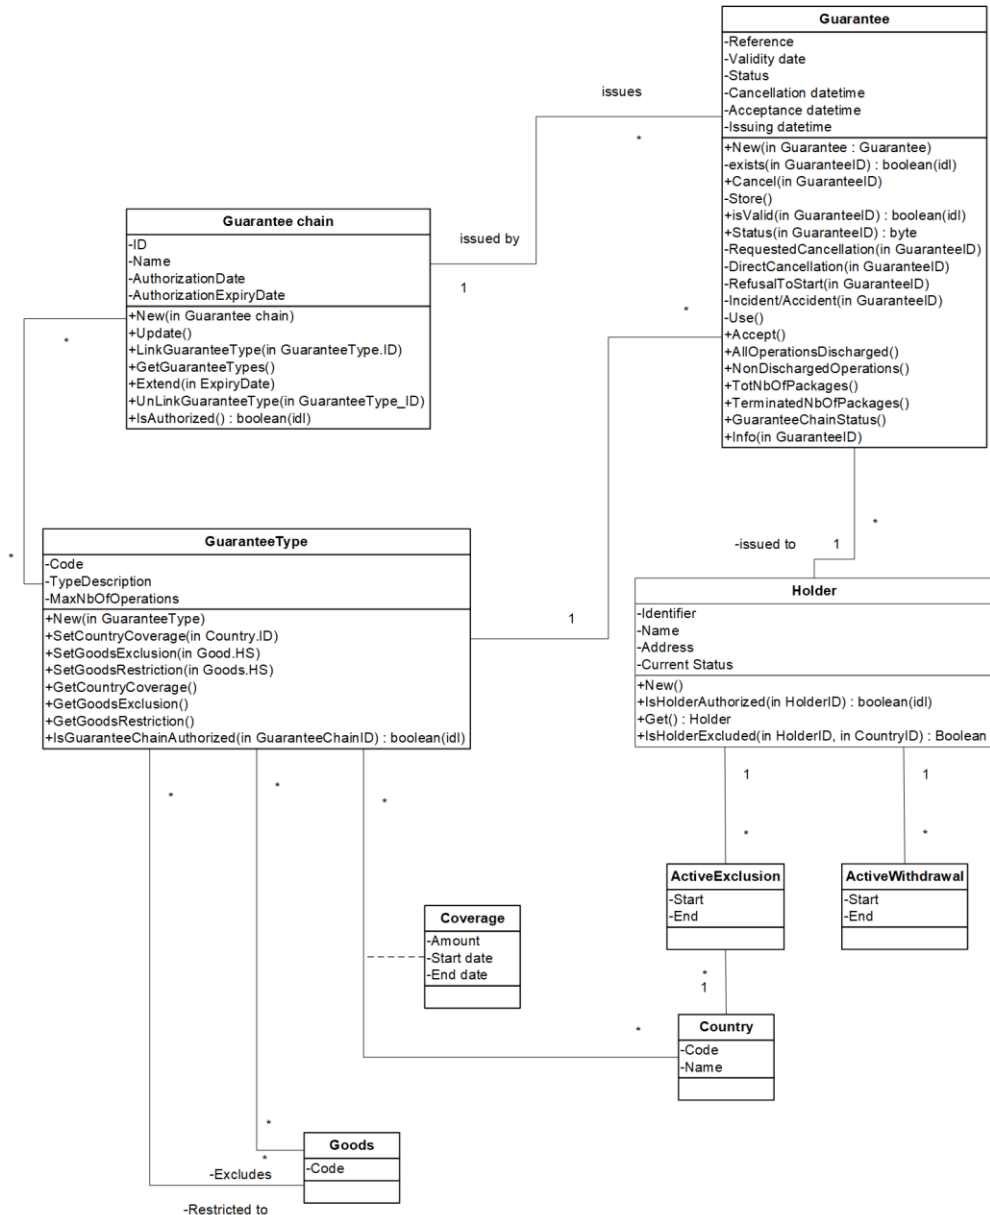 Guarantee
-Reference
-Validity date
-Status
-Cancellation datetime
-Acceptance datetime
-Issuing datetime
+New(in Guarantee : Guarantee)
-exists(in GuaranteeID) : boolean(idl)
+Cancel(in GuaranteeID)
-Store()
+isValid(in GuaranteeID) : boolean(idl)
+Status(in GuaranteeID) : byte
-RequestedCancellation(in GuaranteeID)
-DirectCancellation(in GuaranteeID)
-RefusalToStart(in GuaranteeID)
-Incident/Accident(in GuaranteeID)
-Use()
+Accept()
+AllOperationsDischarged()
+NonDischargedOperations()
+TotNbOfPackages()
+TerminatedNbOfPackages()
+GuaranteeChainStatus()
+Info(in GuaranteeID)
issues
*
issued by
1
Guarantee chain
-ID
-Name
-AuthorizationDate
-AuthorizationExpiryDate
+New(in Guarantee chain)
+Update()
+LinkGuaranteeType(in GuaranteeType.ID)
+GetGuaranteeTypes()
+Extend(in ExpiryDate)
+UnLinkGuaranteeType(in GuaranteeType_ID)
+IsAuthorized() : boolean(idl)
*
*
*
1
GuaranteeType
-Code
-TypeDescription
-MaxNbOfOperations
+New(in GuaranteeType)
+SetCountryCoverage(in Country.ID)
+SetGoodsExclusion(in Good.HS)
+SetGoodsRestriction(in Goods.HS)
+GetCountryCoverage()
+GetGoodsExclusion()
+GetGoodsRestriction()
+IsGuaranteeChainAuthorized(in GuaranteeChainID) : boolean(idl)
*
-issued to 1
Holder
-Identifier
-Name
-Address
-Current Status
+New()
+IsHolderAuthorized(in HolderID) : boolean(idl)
+Get() : Holder
+IsHolderExcluded(in HolderID, in CountryID) : Boolean
1
1
*
*
*
*
*
ActiveExclusion
-Start
-End
ActiveWithdrawal
-Start
-End
Coverage
-Amount
-Start date
-End date
*
1
*
Country
-Code
-Name
*
*
Goods
-Code
-Excludes
-Restricted to